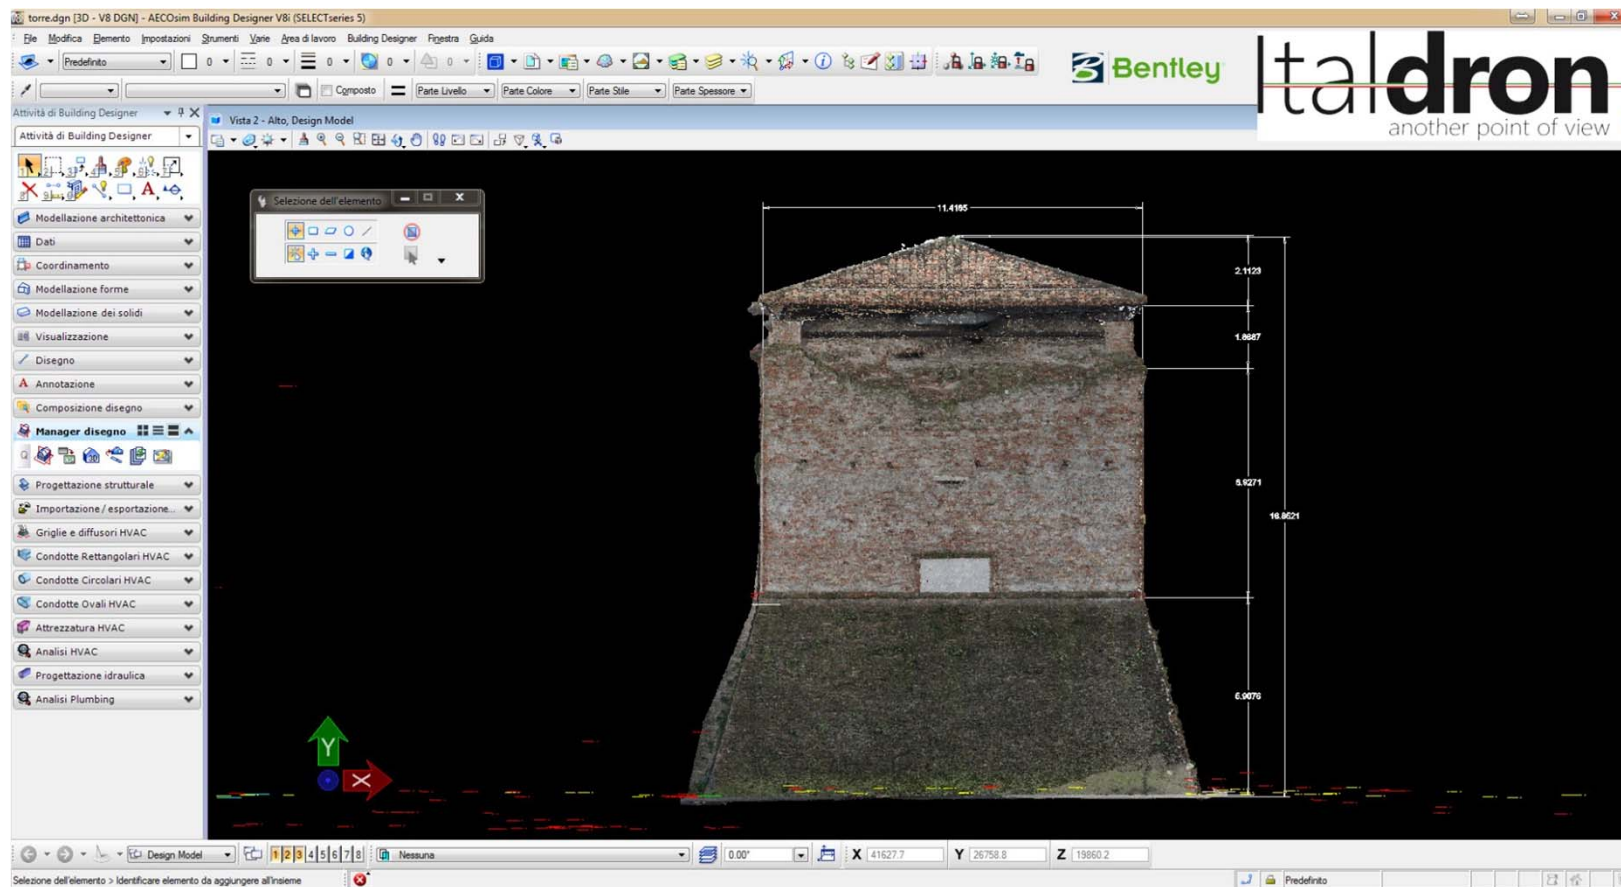 torre.dgn [3D - V8 DGN] - AECOsim Building Designer V8i (SELECTseries 5)
File Modifica Elemento Impostazioni Strumenti Varie Area di lavoro Building Designer Finestra Guida
Predefinito 0 0 0 0 0
Composto Parte Livello Parte Colore Parte Stile Parte Spessore
Bentley
Italdron
another point of view
Attività di Building Designer
Attività di Building Designer
Vista 2 - Alto, Design Model
Modellazione architettonica
Dati
Coordinamento
Modellazione forme
Modellazione dei solidi
Visualizzazione
Disegno
Annotazione
Composizione disegno
Manager disegno
Progettazione strutturale
Importazione / esportazione...
Griglie e diffusori HVAC
Condotte Rettangolari HVAC
Condotte Circolari HVAC
Condotte Ovali HVAC
Attrezzatura HVAC
Analisi HVAC
Progettazione idraulica
Analisi Plumbing
Selezione dell'elemento
2.1123
Y
X
Design Model 1 2 3 4 5 6 7 8 Nessuna 0.00° X 41627.7 Y 26758.8 Z 19860.2
Selezione dell'elemento > Identificare elemento da aggiungere all'insieme Predefinito